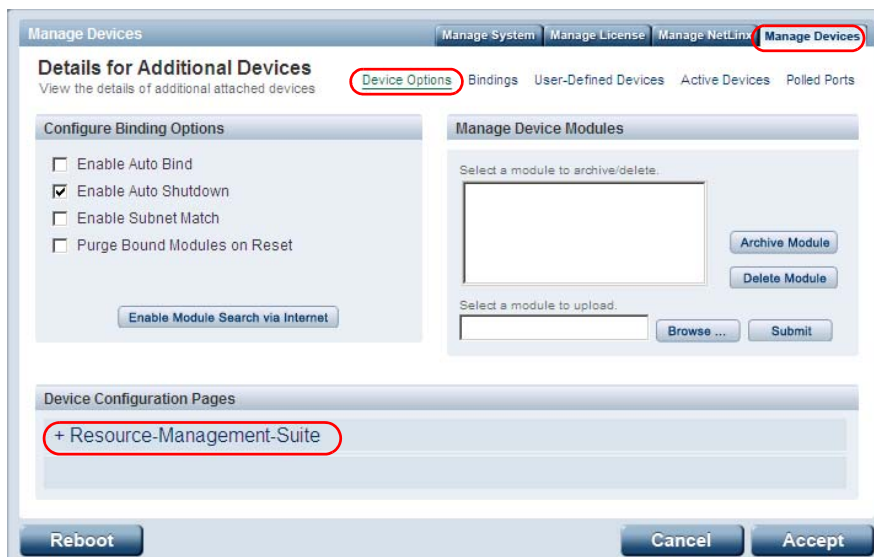 Manage Devices
Manage System Manage License Manage NetLinx Manage Devices
Details for Additional Devices
View the details of additional attached devices
Device Options Bindings User-Defined Devices Active Devices Polled Ports
Configure Binding Options
Enable Auto Bind
Enable Auto Shutdown
Enable Subnet Match
Purge Bound Modules on Reset
Enable Module Search via Internet
Manage Device Modules
Select a module to archive/delete.
Archive Module
Delete Module
Select a module to upload.
Browse ... Submit
Device Configuration Pages
+ Resource-Management-Suite
Reboot Cancel Accept